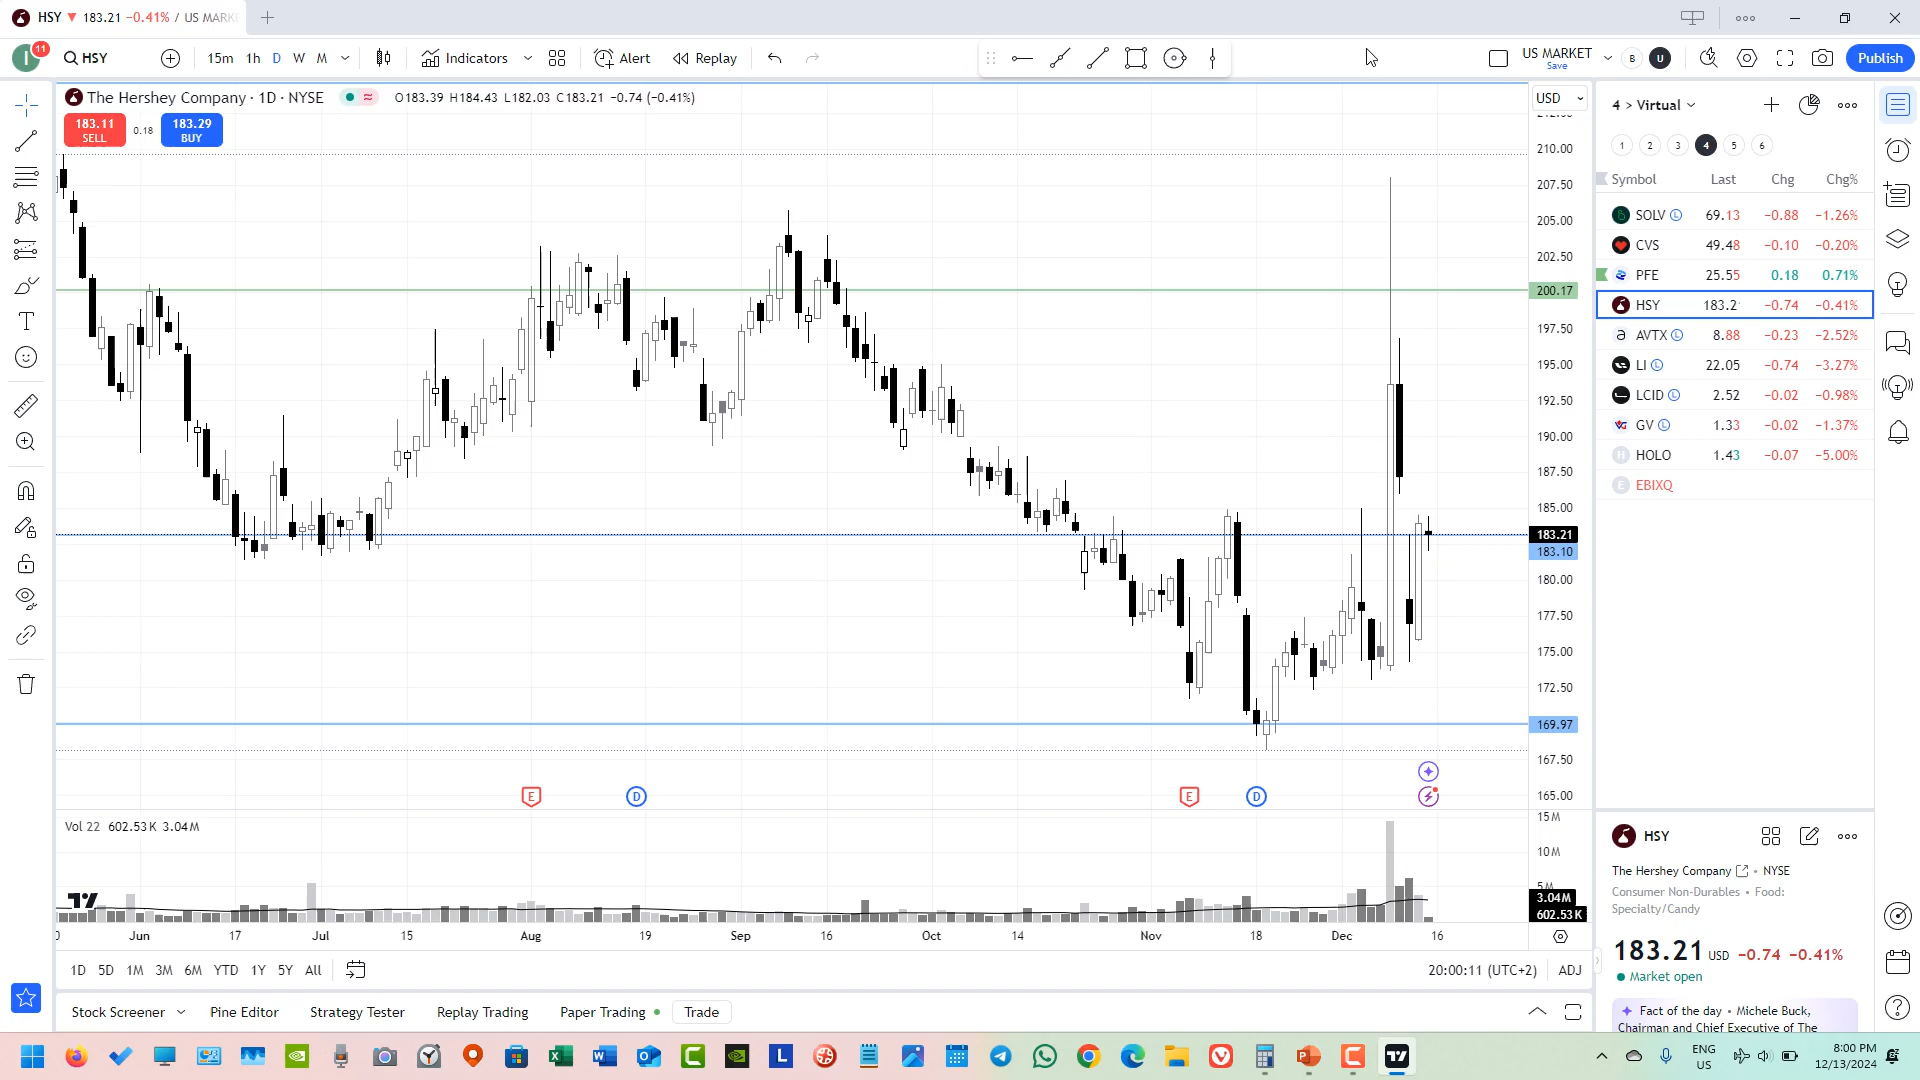 HSY 183.21 −0.41% / US MARK
11
HSY
15m 1h D W M
Indicators
Alert
Replay
US MARKET
Save
B U
Publish
The Hershey Company · 1D · NYSE
O183.39 H184.43 L182.03 C183.21 −0.74 (−0.41%)
183.11
SELL
0.18
183.29
BUY
USD
210.00
207.50
205.00
202.50
200.17
197.50
195.00
192.50
190.00
187.50
185.00
183.21
183.10
180.00
177.50
175.00
172.50
169.97
167.50
165.00
E D E D
Vol 22 602.53K 3.04M
15M
10M
5M
3.04M
602.53K
Jun 17 Jul 15 Aug 19 Sep 16 Oct 14 Nov 18 Dec 16
1D 5D 1M 3M 6M YTD 1Y 5Y All
20:00:11 (UTC+2) ADJ
Stock Screener Pine Editor Strategy Tester Replay Trading Paper Trading Trade
4 > Virtual
1 2 3 4 5 6
Symbol Last Chg Chg%
SOLV L 69.13 −0.88 −1.26%
CVS 49.48 −0.10 −0.20%
PFE 25.55 0.18 0.71%
HSY 183.2 −0.74 −0.41%
AVTX L 8.88 −0.23 −2.52%
LI L 22.05 −0.74 −3.27%
LCID L 2.52 −0.02 −0.98%
GV L 1.33 −0.02 −1.37%
H HOLO 1.43 −0.07 −5.00%
E EBIXQ
HSY
The Hershey Company • NYSE
Consumer Non-Durables • Food:
Specialty/Candy
183.21 USD −0.74 −0.41%
Market open
Fact of the day • Michele Buck,
Chairman and Chief Executive of The
ENG
US
8:00 PM
12/13/2024